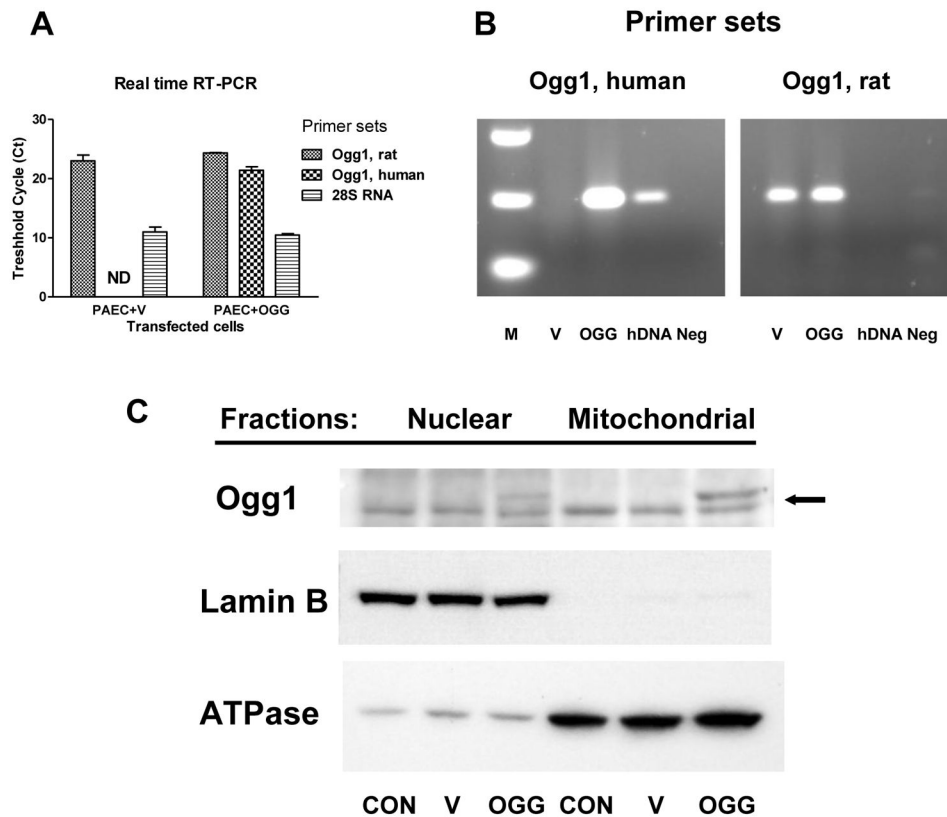 A
Real time RT-PCR
Treshhold Cycle (Ct)
30
20
10
0
ND
PAEC+V PAEC+OGG
Transfected cells
Primer sets
Ogg1, rat
Ogg1, human
28S RNA
B
Primer sets
Ogg1, human Ogg1, rat
M V OGG hDNA Neg V OGG hDNA Neg
C
Fractions: Nuclear Mitochondrial
Ogg1
Lamin B
ATPase
CON V OGG CON V OGG